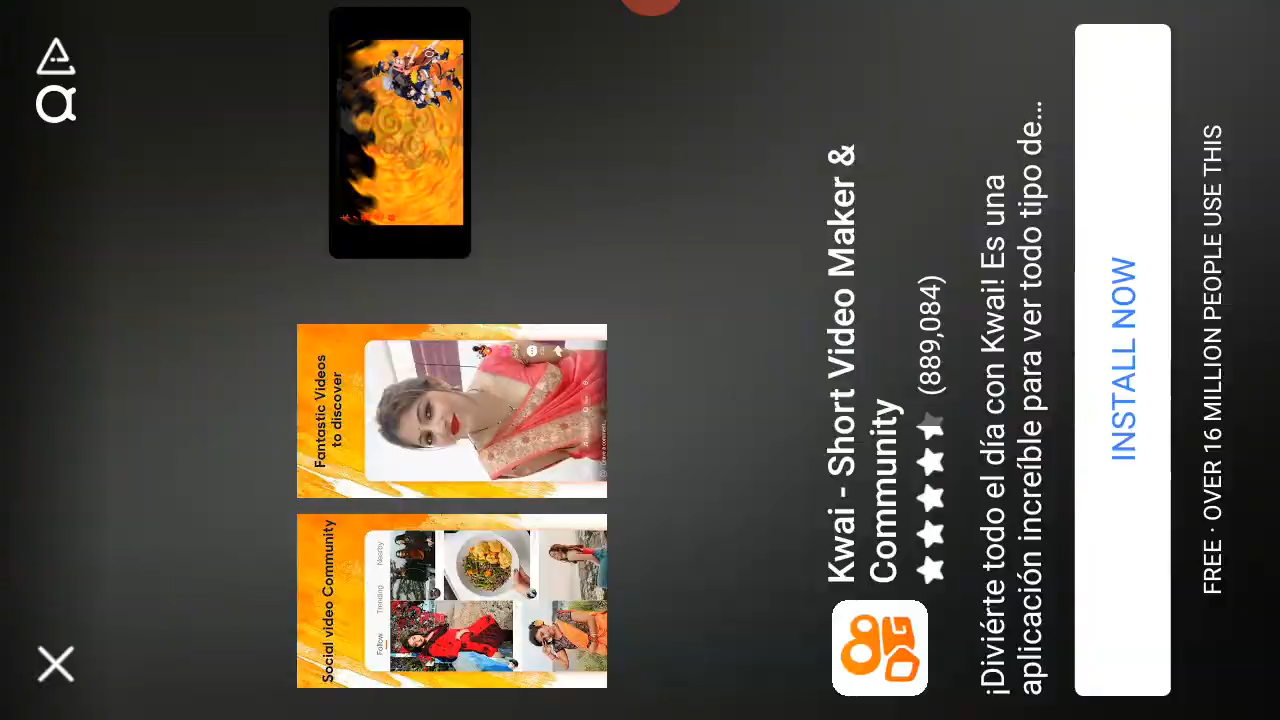 Social video Community
Follow Trending Nearby
Fantastic Videos
to discover
Kwai - Short Video Maker &
Community
(889,084)
¡Diviérte todo el día con Kwai! Es una
aplicación increíble para ver todo tipo de...
INSTALL NOW
FREE · OVER 16 MILLION PEOPLE USE THIS